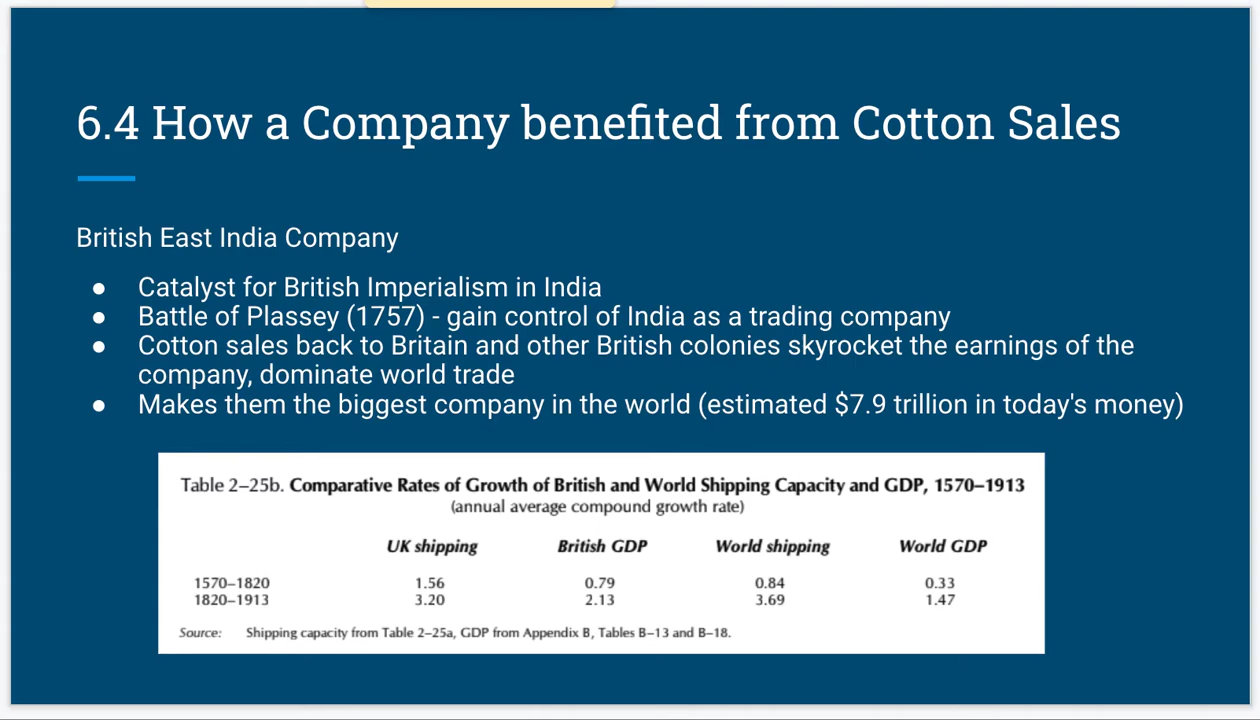 6.4 How a Company benefited from Cotton Sales
British East India Company
● Catalyst for British Imperialism in India
● Battle of Plassey (1757) - gain control of India as a trading company
● Cotton sales back to Britain and other British colonies skyrocket the earnings of the
company, dominate world trade
● Makes them the biggest company in the world (estimated $7.9 trillion in today's money)
Table 2–25b. Comparative Rates of Growth of British and World Shipping Capacity and GDP, 1570–1913
(annual average compound growth rate)
UK shipping British GDP World shipping World GDP
1570–1820 1.56 0.79 0.84 0.33
1820–1913 3.20 2.13 3.69 1.47
Source: Shipping capacity from Table 2–25a, GDP from Appendix B, Tables B–13 and B–18.